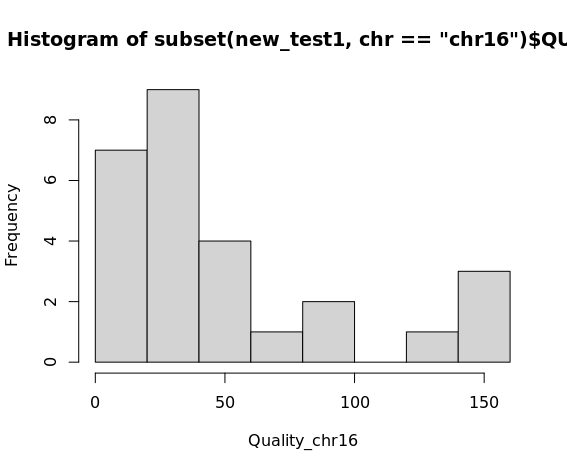 Histogram of subset(new_test1, chr == "chr16")$QU
Frequency
8
6
4
2
0
0 50 100 150
Quality_chr16